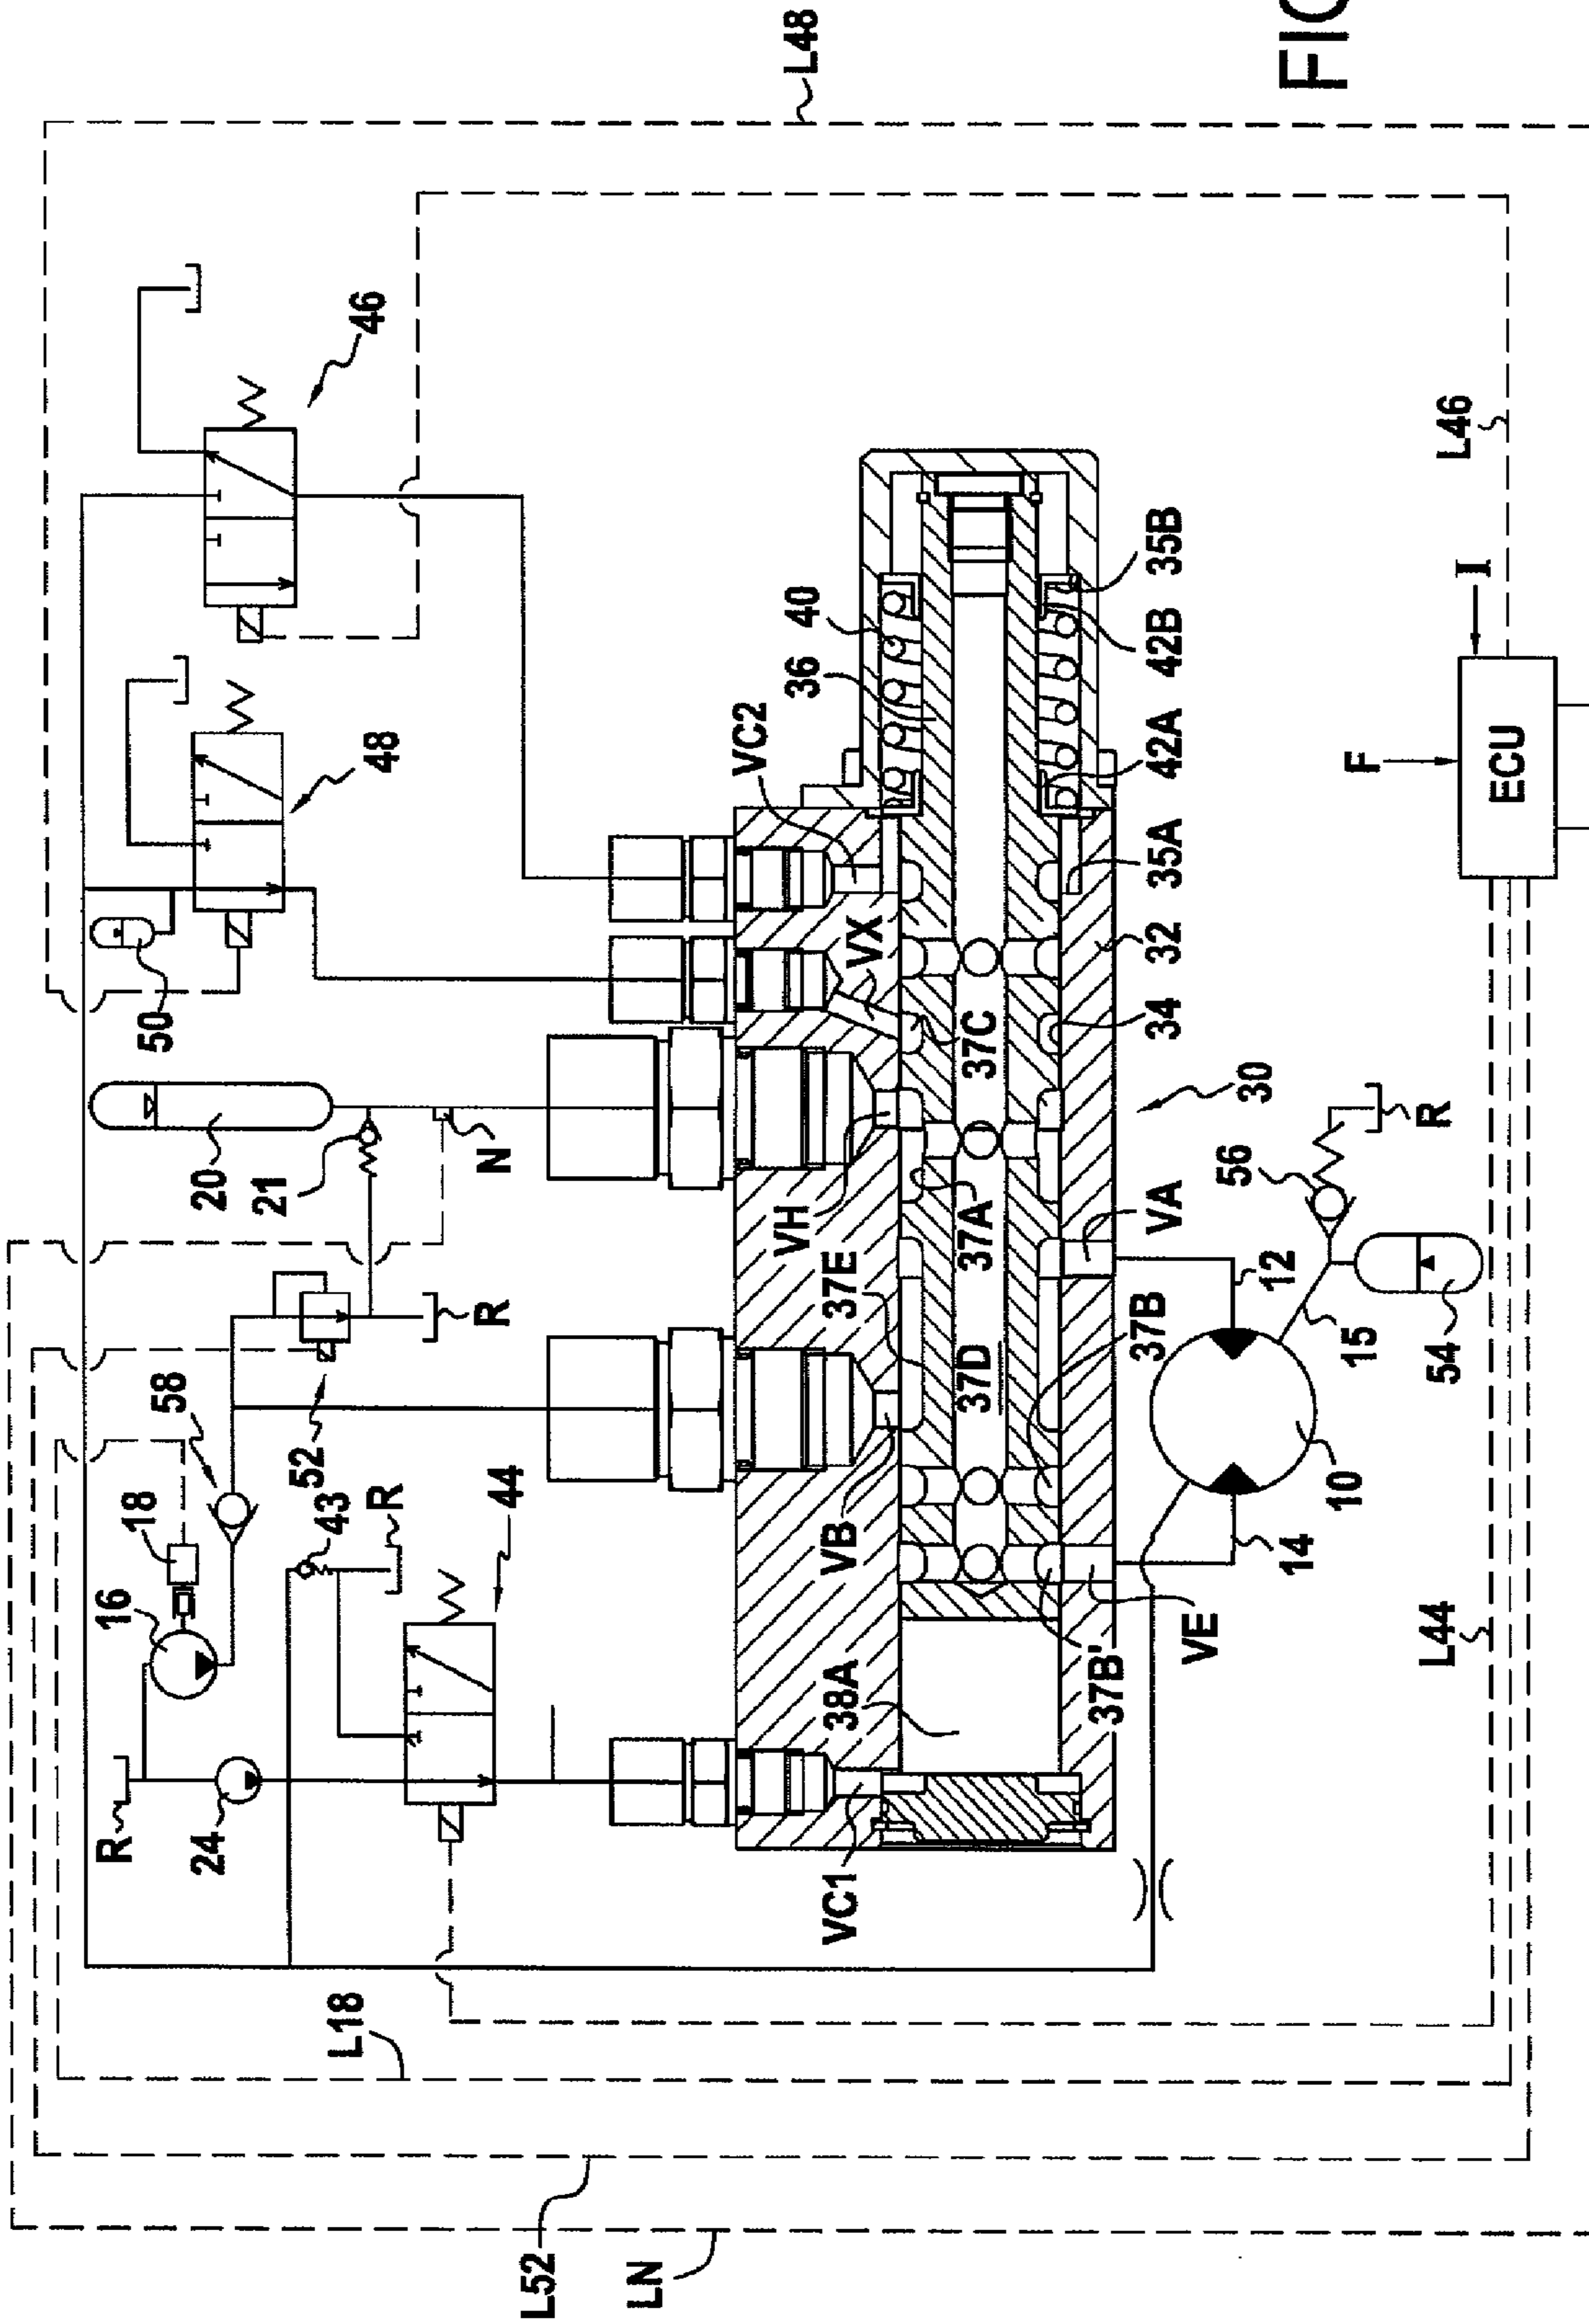 L48
FIG
46
48
50
20
21
N
R
58
52
18
16
43
R
44
R
24
L18
L52
LN
40
36
VC2
VX
VH
37E
37A
37C
37D
VB
38A
VC1
35B
42B
42A
35A
32
34
30
56
R
VA
12
15
54
37B
10
14
VE
37B'
L44
L46
I
F
ECU